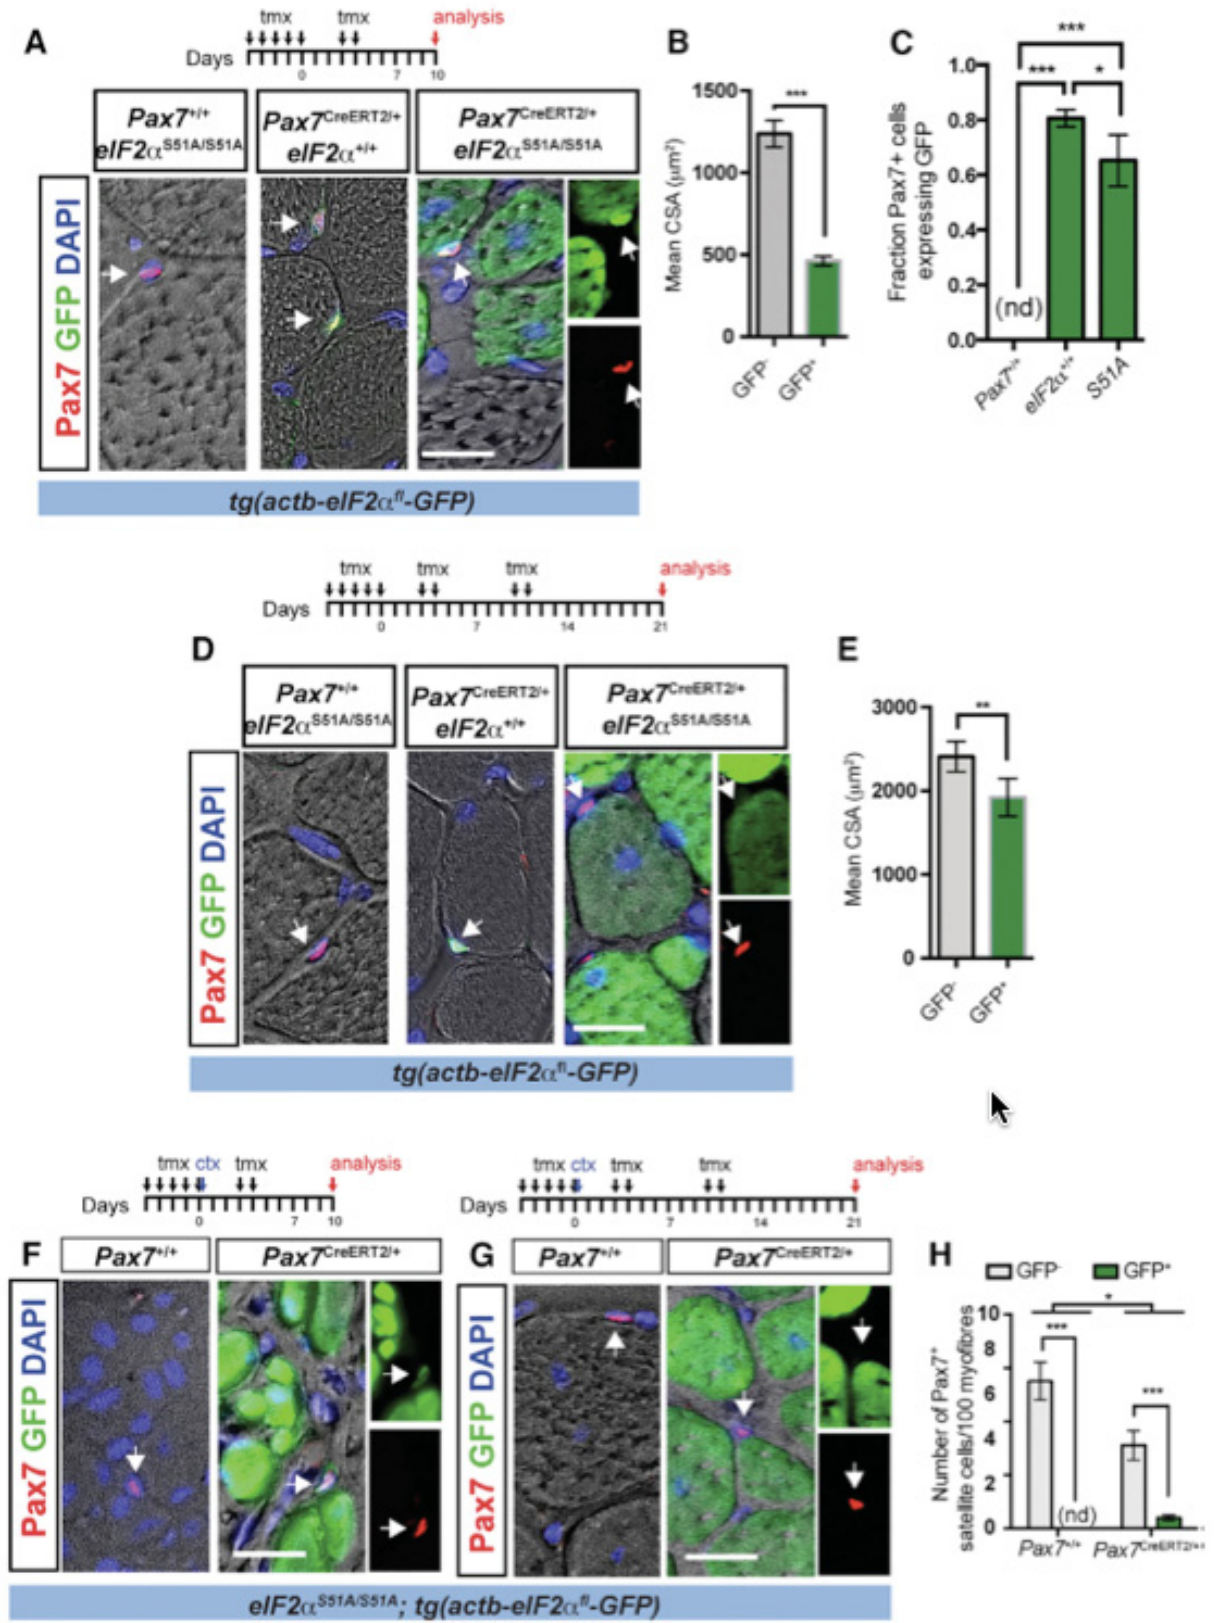 A
tmx tmx analysis
Days 0 7 10
Pax7+/+
eIF2αS51A/S51A
Pax7CreERT2/+
eIF2α+/+
Pax7CreERT2/+
eIF2αS51A/S51A
Pax7 GFP DAPI
tg(actb-eIF2αfl-GFP)
B
Mean CSA (μm²)
1500
1000
500
0
***
GFP-
GFP+
C
Fraction Pax7+ cells
expressing GFP
1.0
0.8
0.6
0.4
0.2
0.0
***
*** *
(nd)
Pax7+/+
eIF2α+/+
S51A
tmx tmx tmx analysis
Days 0 7 14 21
D
Pax7+/+
eIF2αS51A/S51A
Pax7CreERT2/+
eIF2α+/+
Pax7CreERT2/+
eIF2αS51A/S51A
Pax7 GFP DAPI
tg(actb-eIF2αfl-GFP)
E
Mean CSA (μm²)
3000
2000
1000
0
**
GFP-
GFP+
tmx ctx tmx analysis
Days 0 7 10
F
Pax7+/+
Pax7CreERT2/+
Pax7 GFP DAPI
tmx ctx tmx tmx analysis
Days 0 7 14 21
G
Pax7+/+
Pax7CreERT2/+
Pax7 GFP DAPI
eIF2αS51A/S51A; tg(actb-eIF2αfl-GFP)
H
GFP- GFP+
Number of Pax7+
satellite cells/100 myofibres
10
8
6
4
2
0
*
***
***
(nd)
Pax7+/+ Pax7CreERT2/+